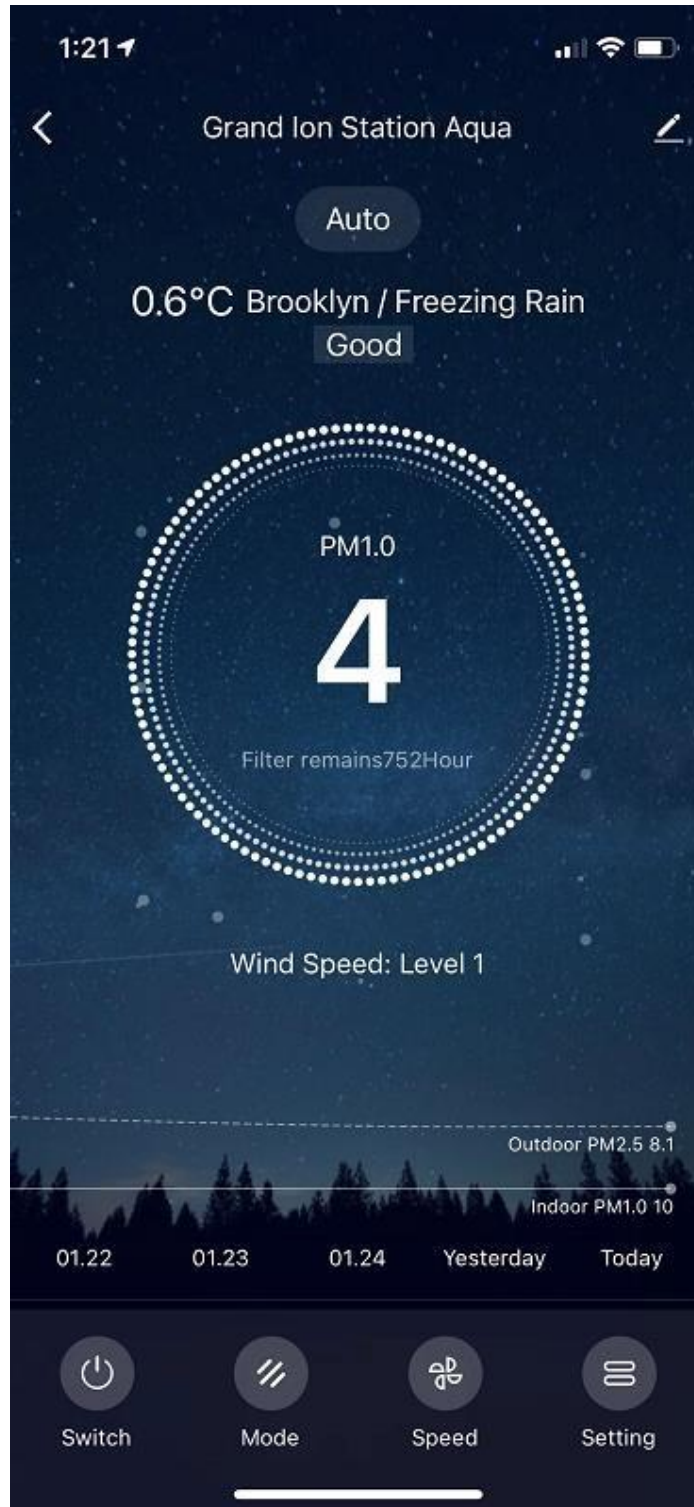 1:21
Grand Ion Station Aqua
Auto
0.6°C Brooklyn / Freezing Rain
Good
PM1.0
4
Filter remains752Hour
Wind Speed: Level 1
Outdoor PM2.5 8.1
Indoor PM1.0 10
01.22 01.23 01.24 Yesterday Today
Switch Mode Speed Setting